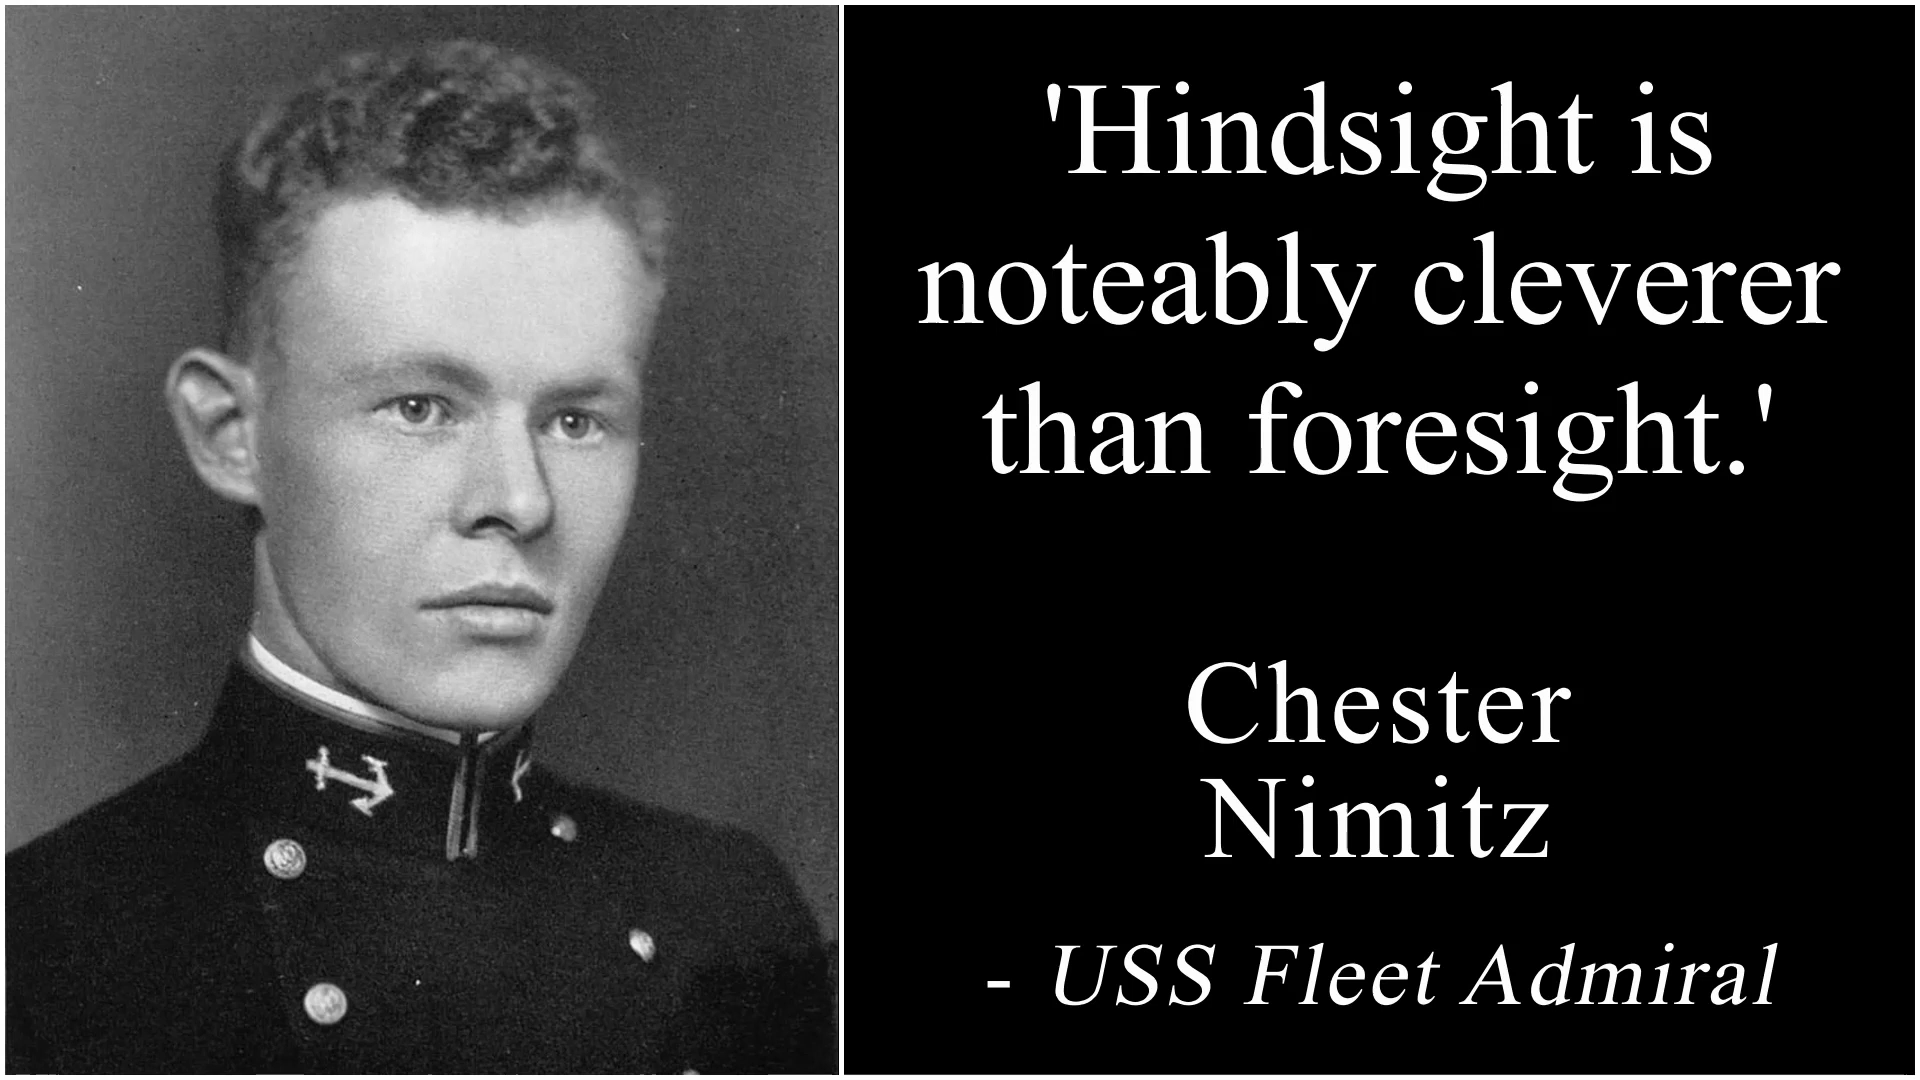 'Hindsight is
noteably cleverer
than foresight.'
Chester
Nimitz
- USS Fleet Admiral